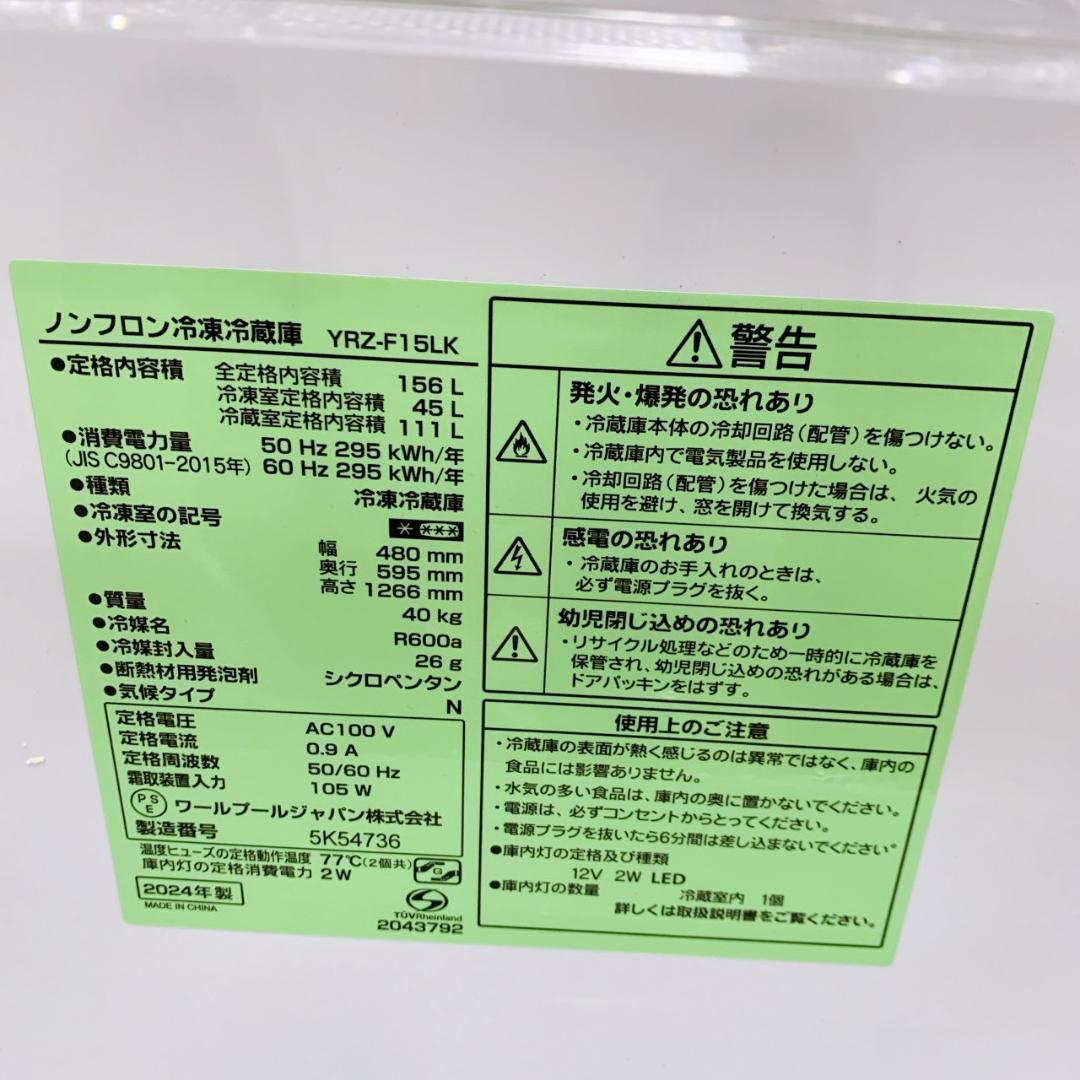 ノンフロン冷凍冷蔵庫 YRZ-F15LK
●定格内容積 全定格内容積 156 L
冷凍室定格内容積 45 L
冷蔵室定格内容積 111 L
●消費電力量 50 Hz 295 kWh/年
(JIS C9801-2015年) 60 Hz 295 kWh/年
●種類 冷凍冷蔵庫
●冷凍室の記号
●外形寸法 幅 480 mm
奥行 595 mm
高さ 1266 mm
●質量 40 kg
●冷媒名 R600a
●冷媒封入量 26 g
●断熱材用発泡剤 シクロペンタン
●気候タイプ N
定格電圧 AC100 V
定格電流 0.9 A
定格周波数 50/60 Hz
霜取装置入力 105 W
PSE ワールプールジャパン株式会社
製造番号 5K54736
温度ヒューズの定格動作温度 77℃(2個共)
庫内灯の定格消費電力 2W
G
2024年製
MADE IN CHINA
TÜVRheinland
2043792
警告
発火・爆発の恐れあり
・冷蔵庫本体の冷却回路(配管)を傷つけない。
・冷蔵庫内で電気製品を使用しない。
・冷却回路(配管)を傷つけた場合は、 火気の
使用を避け、窓を開けて換気する。
感電の恐れあり
・冷蔵庫のお手入れのときは、
必ず電源プラグを抜く。
幼児閉じ込めの恐れあり
・リサイクル処理などのため一時的に冷蔵庫を
保管され、幼児閉じ込めの恐れがある場合は、
ドアパッキンをはずす。
使用上のご注意
・冷蔵庫の表面が熱く感じるのは異常ではなく、庫内の
食品には影響ありません。
・水気の多い食品は、庫内の奥に置かないでください。
・電源は、必ずコンセントからとってください。
・電源プラグを抜いたら6分間は差し込まないでください。
●庫内灯の定格及び種類
12V 2W LED
●庫内灯の数量 冷蔵室内 1個
詳しくは取扱説明書をご覧ください。